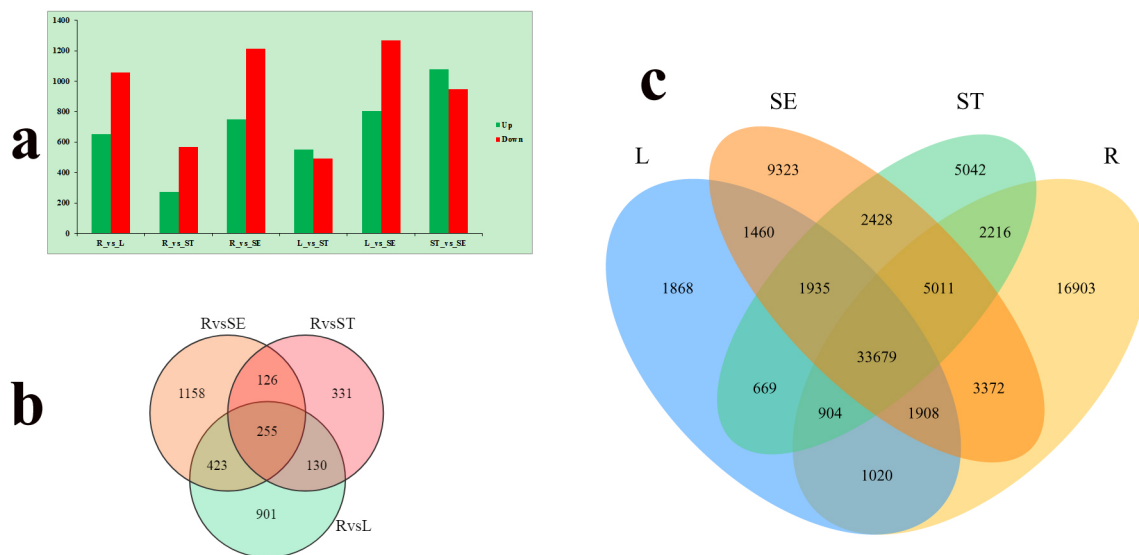 a
1400
1200
1000
800
600
400
200
0
R_vs_L R_vs_ST R_vs_SE L_vs_ST L_vs_SE ST_vs_SE
Up
Down
b
RvsSE RvsST
1158 126 331
255
423 130
901
RvsL
c
SE ST
L R
9323 5042
1460 2428 2216
1868 1935 5011 16903
33679
669 904 1908 3372
1020